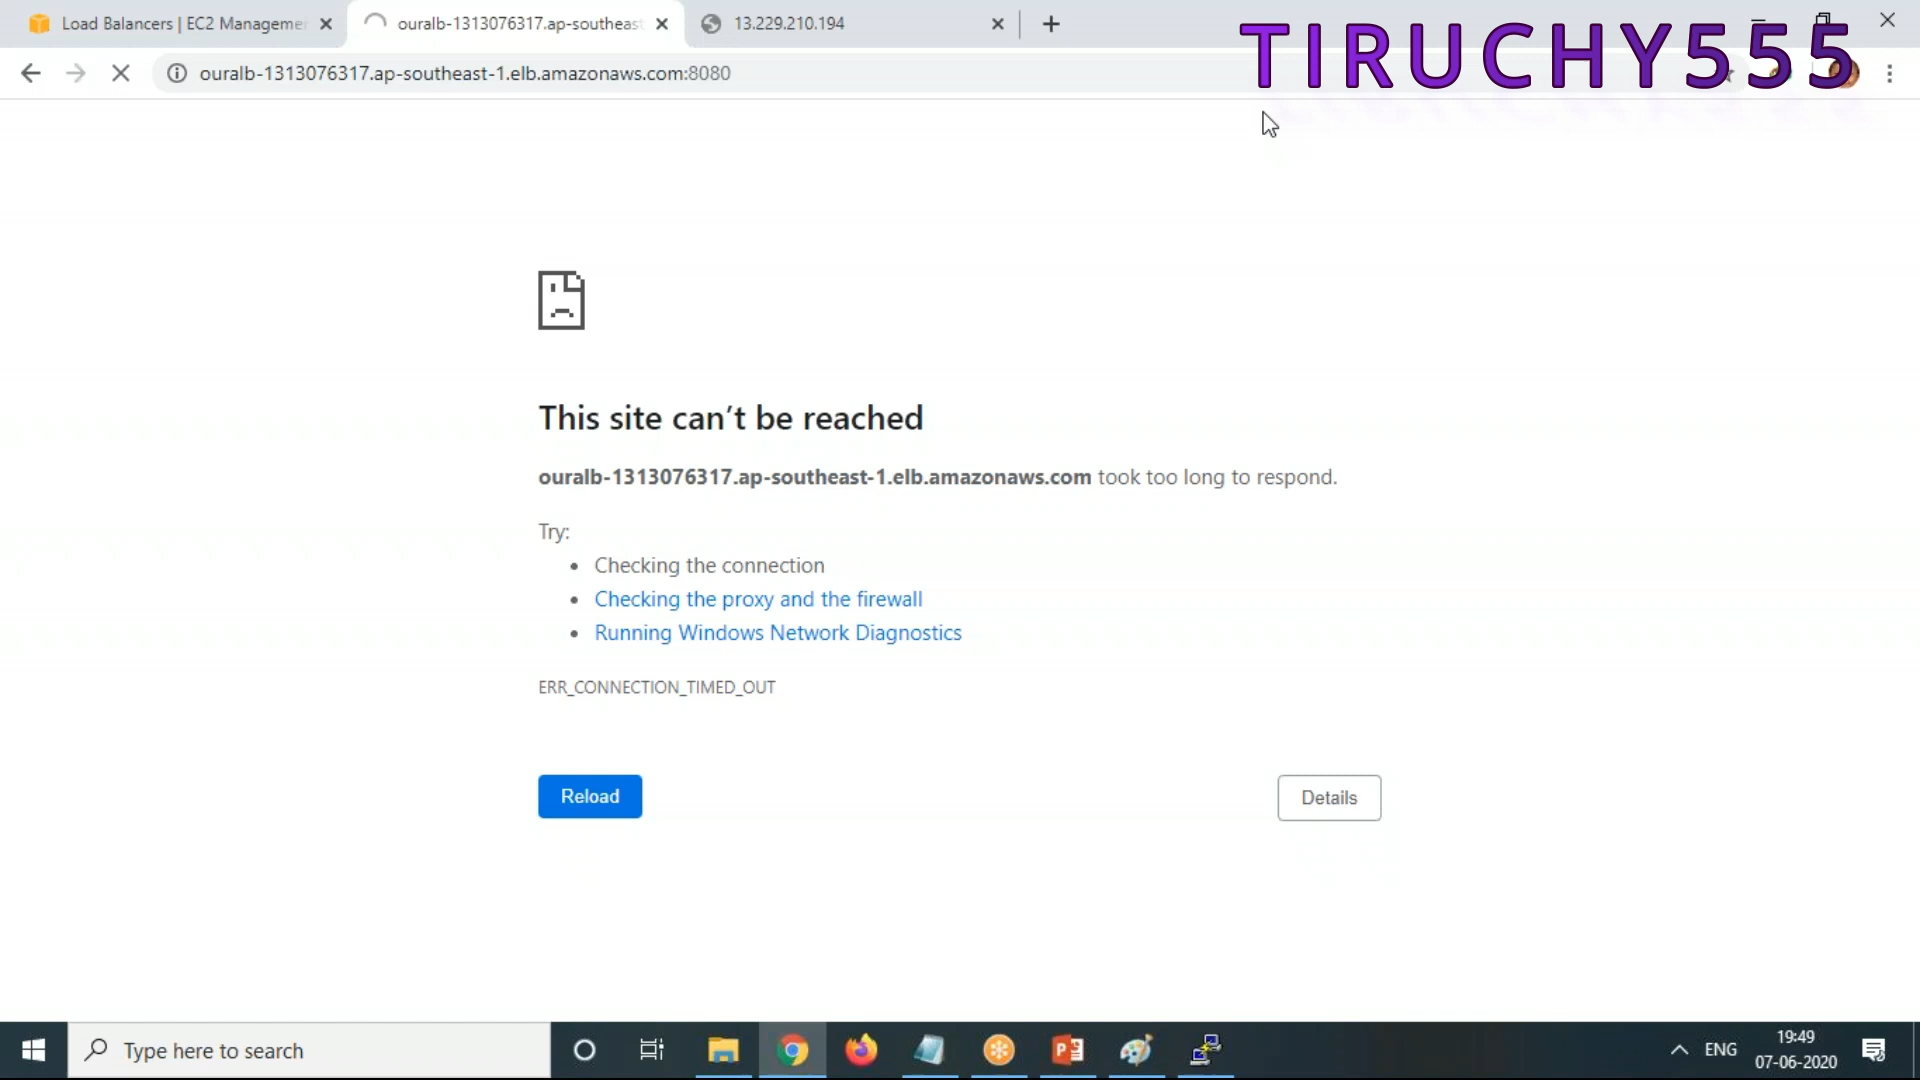 Load Balancers | EC2 Manageme
ouralb-1313076317.ap-southeas
13.229.210.194
TIRUCHY555
ouralb-1313076317.ap-southeast-1.elb.amazonaws.com:8080
This site can’t be reached
ouralb-1313076317.ap-southeast-1.elb.amazonaws.com took too long to respond.
Try:
Checking the connection
Checking the proxy and the firewall
Running Windows Network Diagnostics
ERR_CONNECTION_TIMED_OUT
Reload
Details
Type here to search
ENG
19:49
07-06-2020